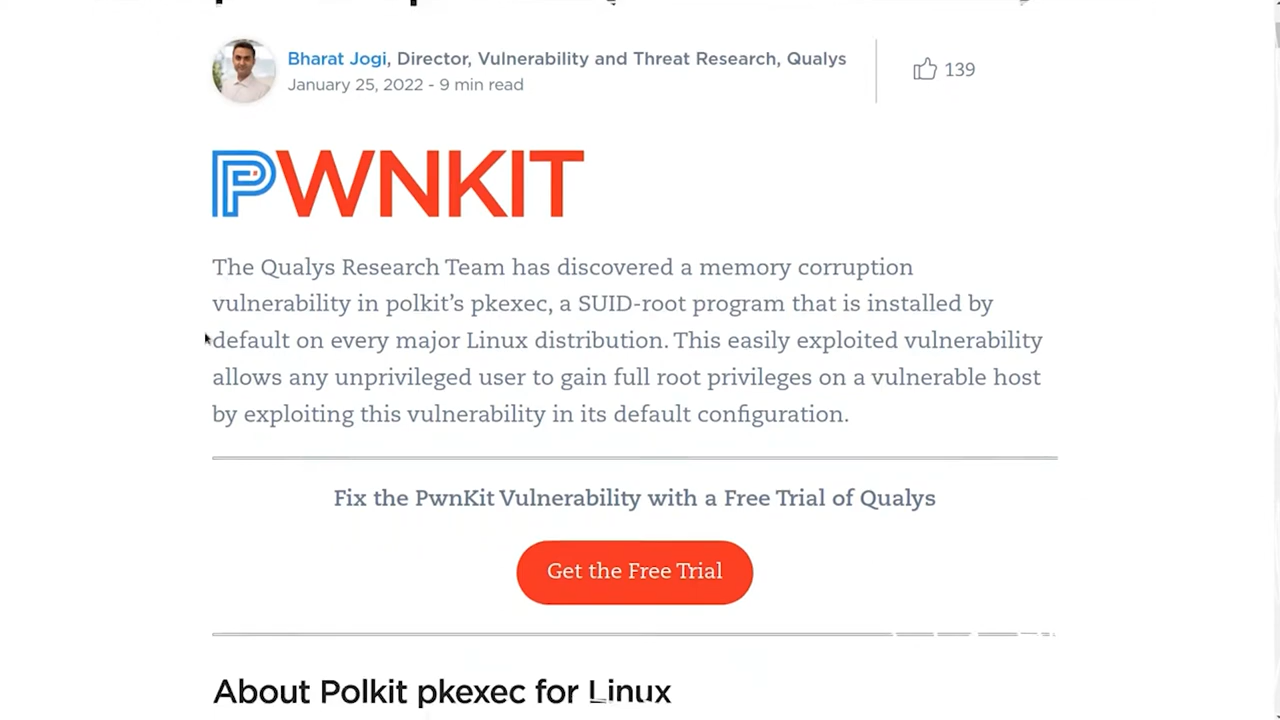 Bharat Jogi, Director, Vulnerability and Threat Research, Qualys
January 25, 2022 - 9 min read
139
PWNKIT
The Qualys Research Team has discovered a memory corruption
vulnerability in polkit’s pkexec, a SUID-root program that is installed by
default on every major Linux distribution. This easily exploited vulnerability
allows any unprivileged user to gain full root privileges on a vulnerable host
by exploiting this vulnerability in its default configuration.
Fix the PwnKit Vulnerability with a Free Trial of Qualys
Get the Free Trial
About Polkit pkexec for Linux